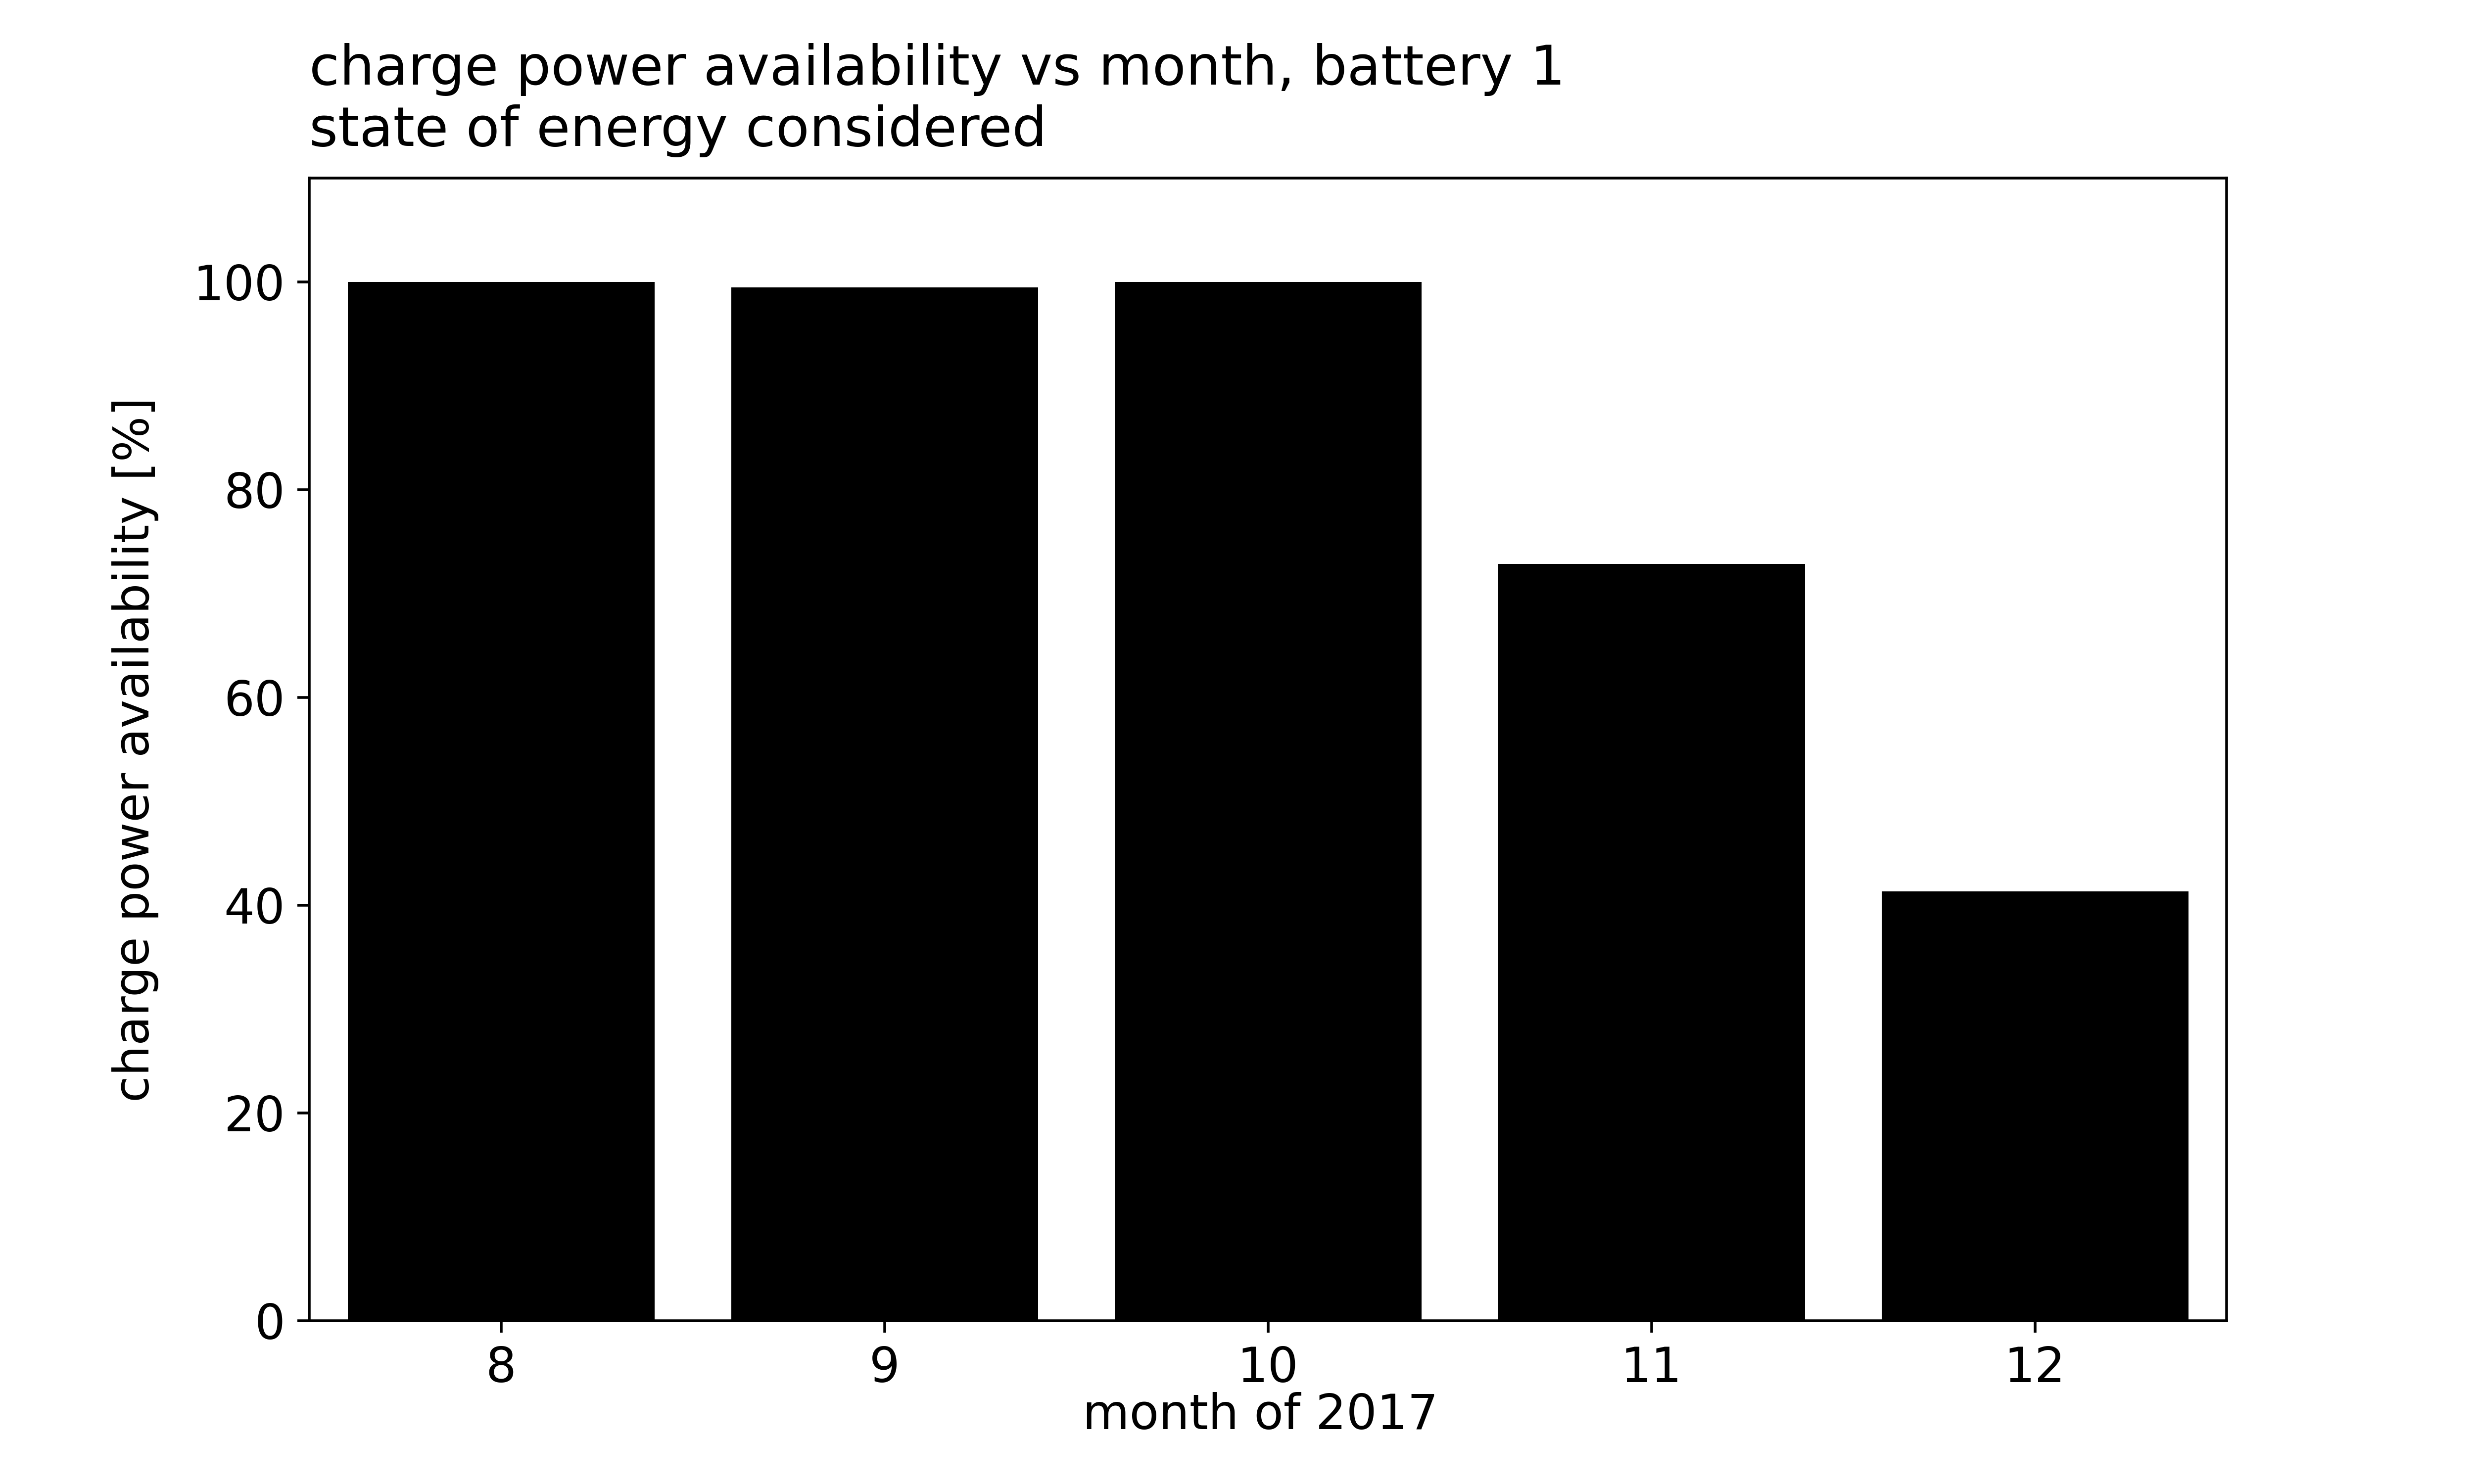 charge power availability vs month, battery 1
state of energy considered
charge power availability [%]
100
80
60
40
20
0
8 9 10 11 12
month of 2017